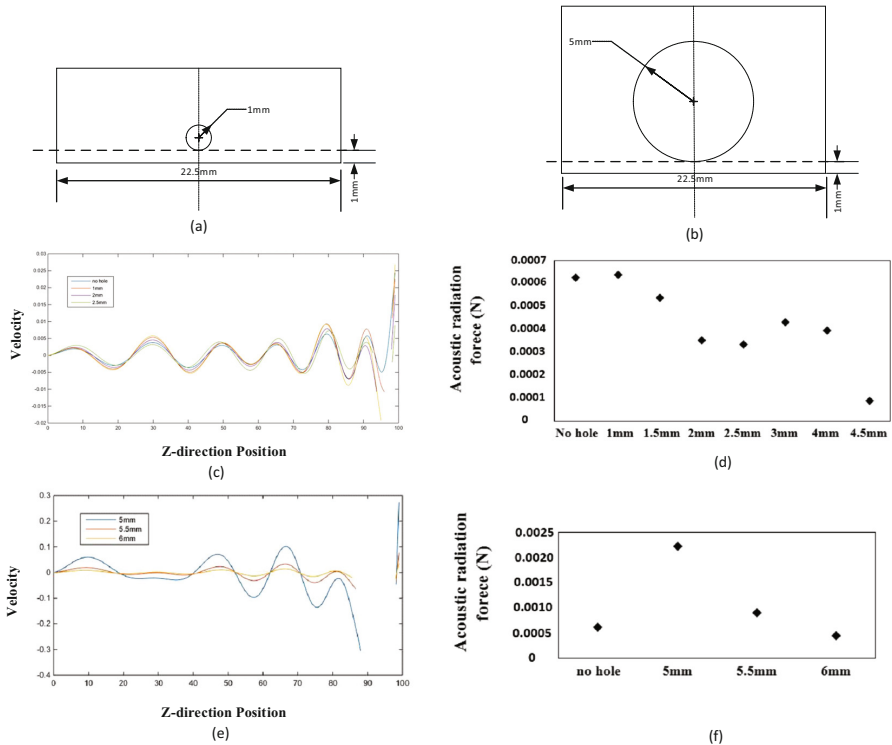 1mm
22.5mm
1mm
(a)
5mm
22.5mm
1mm
(b)
0.03
0.025
0.02
0.015
0.01
0.005
0
-0.005
-0.01
-0.015
-0.02
0 10 20 30 40 50 60 70 80 90 100
no hole
1mm
2mm
2.5mm
Velocity
Z-direction Position
(c)
0.0007
0.0006
0.0005
0.0004
0.0003
0.0002
0.0001
0
No hole 1mm 1.5mm 2mm 2.5mm 3mm 4mm 4.5mm
Acoustic radiation
forece (N)
(d)
0.3
0.2
0.1
0
-0.1
-0.2
-0.3
-0.4
0 10 20 30 40 50 60 70 80 90 100
5mm
5.5mm
6mm
Velocity
Z-direction Position
(e)
0.0025
0.0020
0.0015
0.0010
0.0005
0
no hole 5mm 5.5mm 6mm
Acoustic radiation
forece (N)
(f)